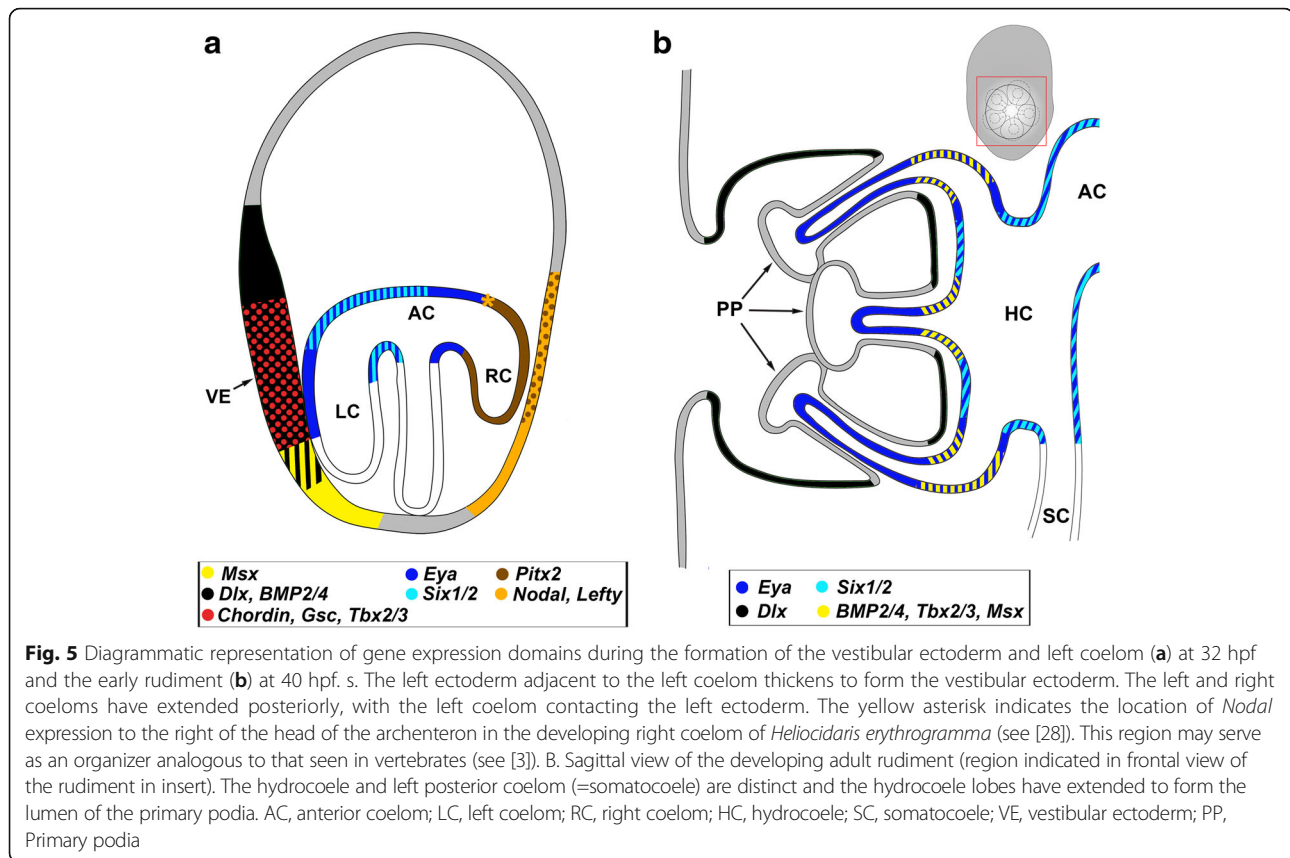 a
b
AC
AC
HC
PP
VE
LC
RC
SC
Msx
Dlx, BMP2/4
Chordin, Gsc, Tbx2/3
Eya
Six1/2
Pitx2
Nodal, Lefty
Eya
Dlx
Six1/2
BMP2/4, Tbx2/3, Msx
Fig. 5 Diagrammatic representation of gene expression domains during the formation of the vestibular ectoderm and left coelom (a) at 32 hpf
and the early rudiment (b) at 40 hpf. s. The left ectoderm adjacent to the left coelom thickens to form the vestibular ectoderm. The left and right
coeloms have extended posteriorly, with the left coelom contacting the left ectoderm. The yellow asterisk indicates the location of Nodal
expression to the right of the head of the archenteron in the developing right coelom of Heliocidaris erythrogramma (see [28]). This region may serve
as an organizer analogous to that seen in vertebrates (see [3]). B. Sagittal view of the developing adult rudiment (region indicated in frontal view of
the rudiment in insert). The hydrocoele and left posterior coelom (=somatocoele) are distinct and the hydrocoele lobes have extended to form the
lumen of the primary podia. AC, anterior coelom; LC, left coelom; RC, right coelom; HC, hydrocoele; SC, somatocoele; VE, vestibular ectoderm; PP,
Primary podia